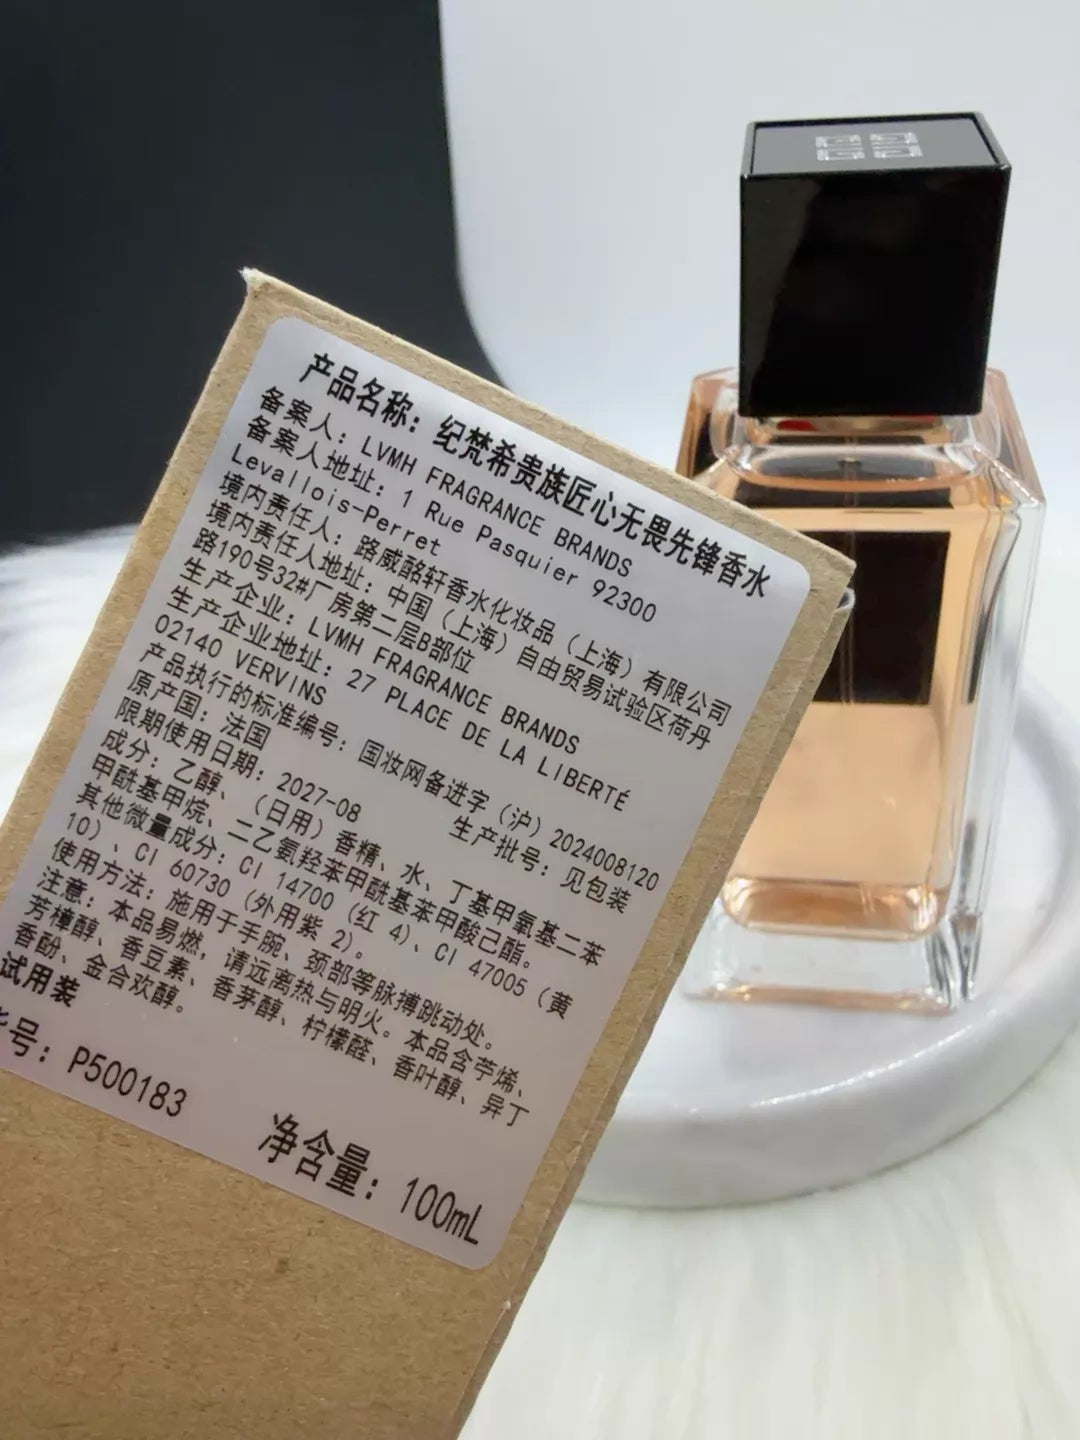 产品名称：纪梵希贵族匠心无畏先锋香水
备案人：LVMH FRAGRANCE BRANDS
备案人地址：1 Rue Pasquier 92300
Levallois-Perret
境内责任人：路威酩轩香水化妆品（上海）有限公司
境内责任人地址：中国（上海）自由贸易试验区荷丹
路190号32#厂房第二层B部位
生产企业：LVMH FRAGRANCE BRANDS
生产企业地址：27 PLACE DE LA LIBERTÉ
02140 VERVINS
产品执行的标准编号：国妆网备进字（沪）2024008120
原产国：法国 生产批号：见包装
限期使用日期：2027-08
成分：乙醇、（日用）香精、水、丁基甲氧基二苯
甲酰基甲烷、二乙氨羟苯甲酰基苯甲酸己酯。
其他微量成分：CI 14700（红 4）、CI 47005（黄
10）、CI 60730（外用紫 2）。
使用方法：施用于手腕、颈部等脉搏跳动处。
注意：本品易燃，请远离热与明火。本品含苧烯、
芳樟醇、香豆素、香茅醇、柠檬醛、香叶醇、异丁
香酚、金合欢醇。
试用装
号：P500183
净含量：100mL